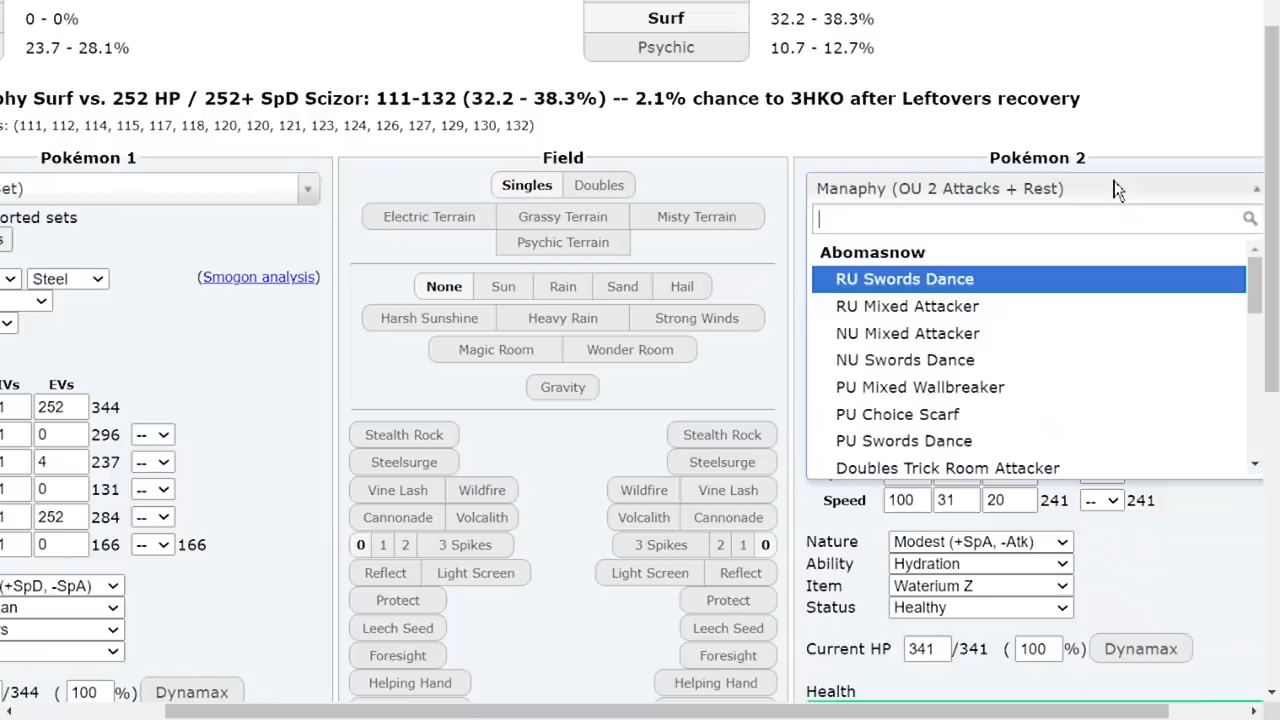 0 - 0%
Surf
32.2 - 38.3%
23.7 - 28.1%
Psychic
10.7 - 12.7%
phy Surf vs. 252 HP / 252+ SpD Scizor: 111-132 (32.2 - 38.3%) -- 2.1% chance to 3HKO after Leftovers recovery
s: (111, 112, 114, 115, 117, 118, 120, 120, 121, 123, 124, 126, 127, 129, 130, 132)
Pokémon 1
et)
orted sets
s
Steel
(Smogon analysis)
IVs EVs
1 252 344
1 0 296 --
1 4 237 --
1 0 131 --
1 252 284 --
1 0 166 -- 166
(+SpD, -SpA)
an
rs
/344 ( 100 %) Dynamax
Field
Singles Doubles
Electric Terrain Grassy Terrain Misty Terrain
Psychic Terrain
None Sun Rain Sand Hail
Harsh Sunshine Heavy Rain Strong Winds
Magic Room Wonder Room
Gravity
Stealth Rock Stealth Rock
Steelsurge Steelsurge
Vine Lash Wildfire Wildfire Vine Lash
Cannonade Volcalith Volcalith Cannonade
0 1 2 3 Spikes 3 Spikes 2 1 0
Reflect Light Screen Light Screen Reflect
Protect Protect
Leech Seed Leech Seed
Foresight Foresight
Helping Hand Helping Hand
Pokémon 2
Manaphy (OU 2 Attacks + Rest)
Abomasnow
RU Swords Dance
RU Mixed Attacker
NU Mixed Attacker
NU Swords Dance
PU Mixed Wallbreaker
PU Choice Scarf
PU Swords Dance
Doubles Trick Room Attacker
Speed 100 31 20 241 -- 241
Nature Modest (+SpA, -Atk)
Ability Hydration
Item Waterium Z
Status Healthy
Current HP 341 /341 ( 100 %) Dynamax
Health